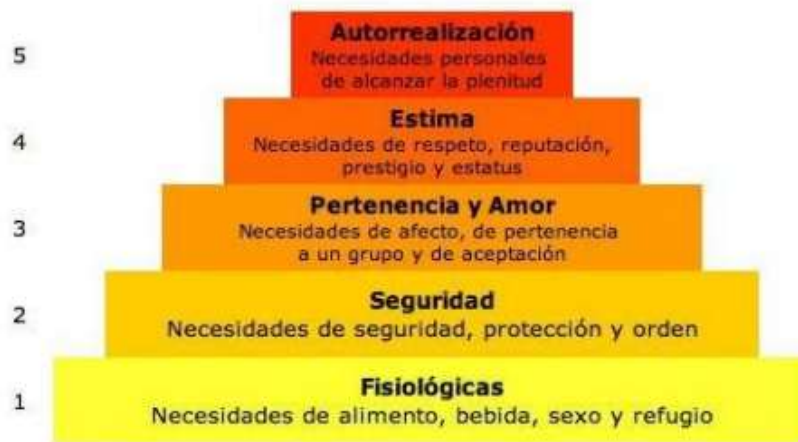 5
Autorrealización
Necesidades personales
de alcanzar la plenitud
4
Estima
Necesidades de respeto, reputación,
prestigio y estatus
3
Pertenencia y Amor
Necesidades de afecto, de pertenencia
a un grupo y de aceptación
2
Seguridad
Necesidades de seguridad, protección y orden
1
Fisiológicas
Necesidades de alimento, bebida, sexo y refugio